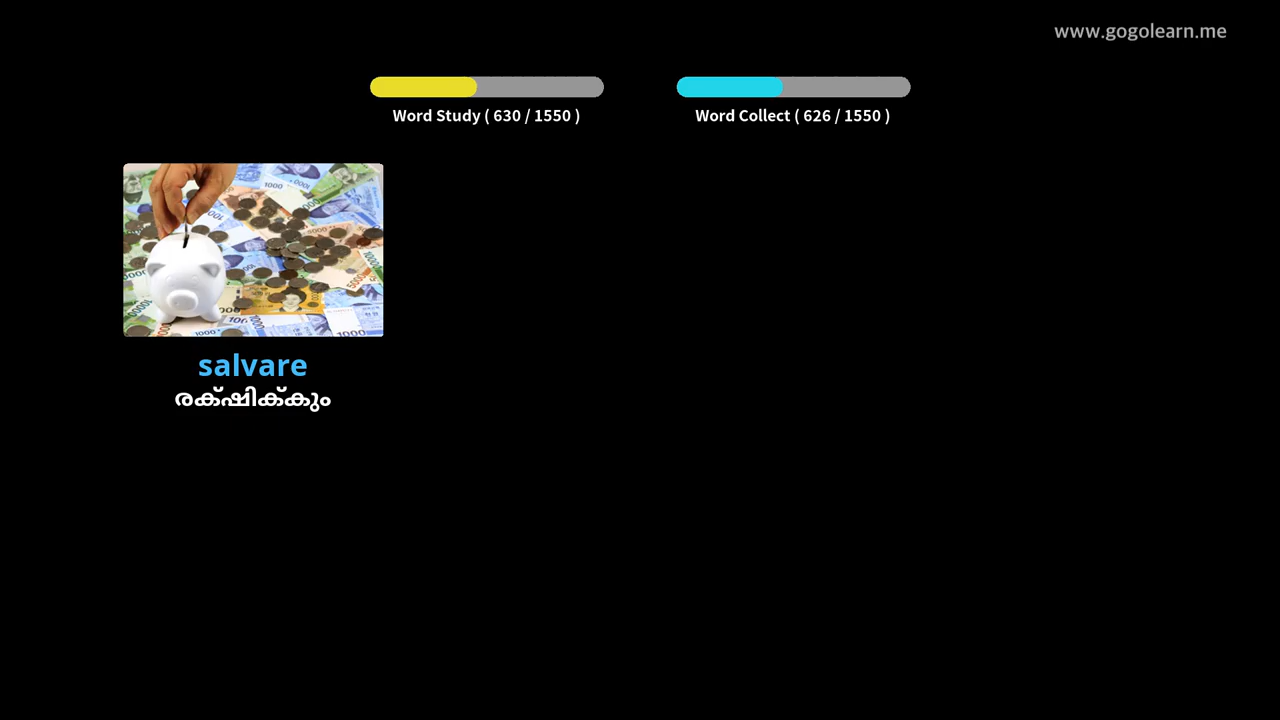 www.gogolearn.me
Word Study ( 630 / 1550 )
Word Collect ( 626 / 1550 )
salvare
രക്ഷിക്കും